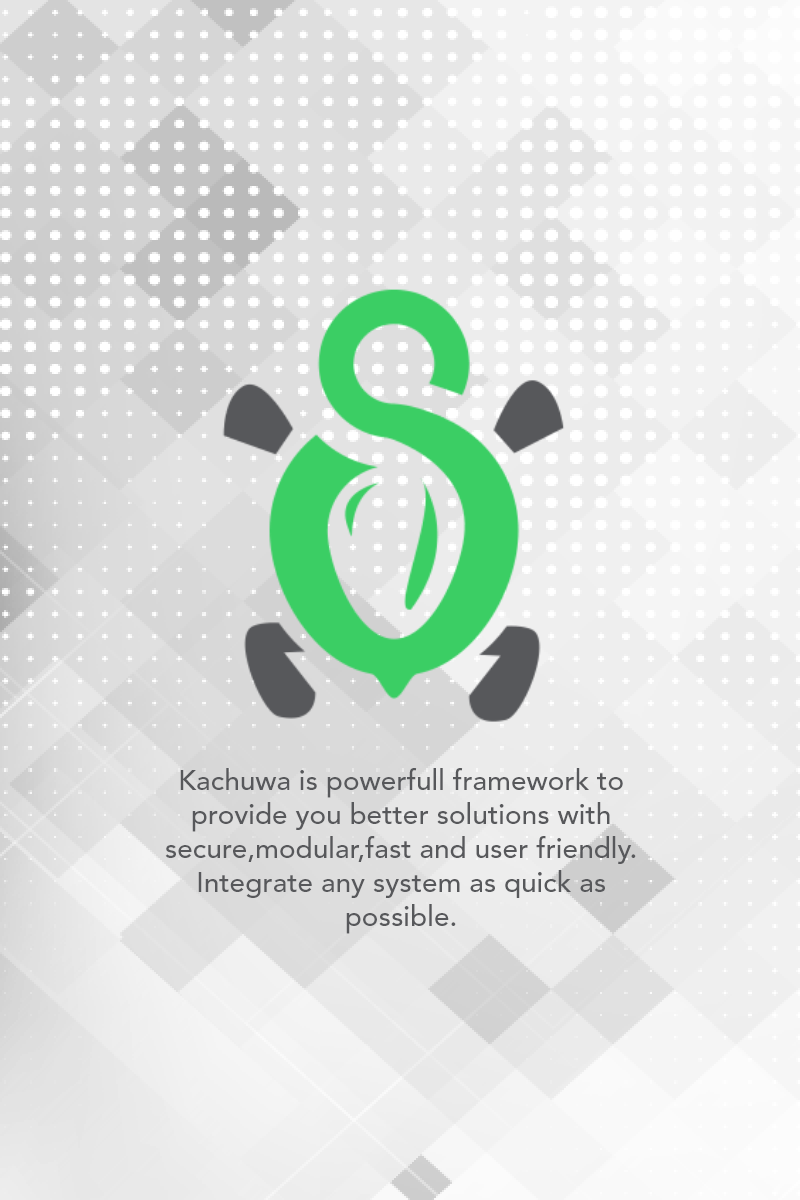 Kachuwa is powerfull framework to
provide you better solutions with
secure,modular,fast and user friendly.
Integrate any system as quick as
possible.